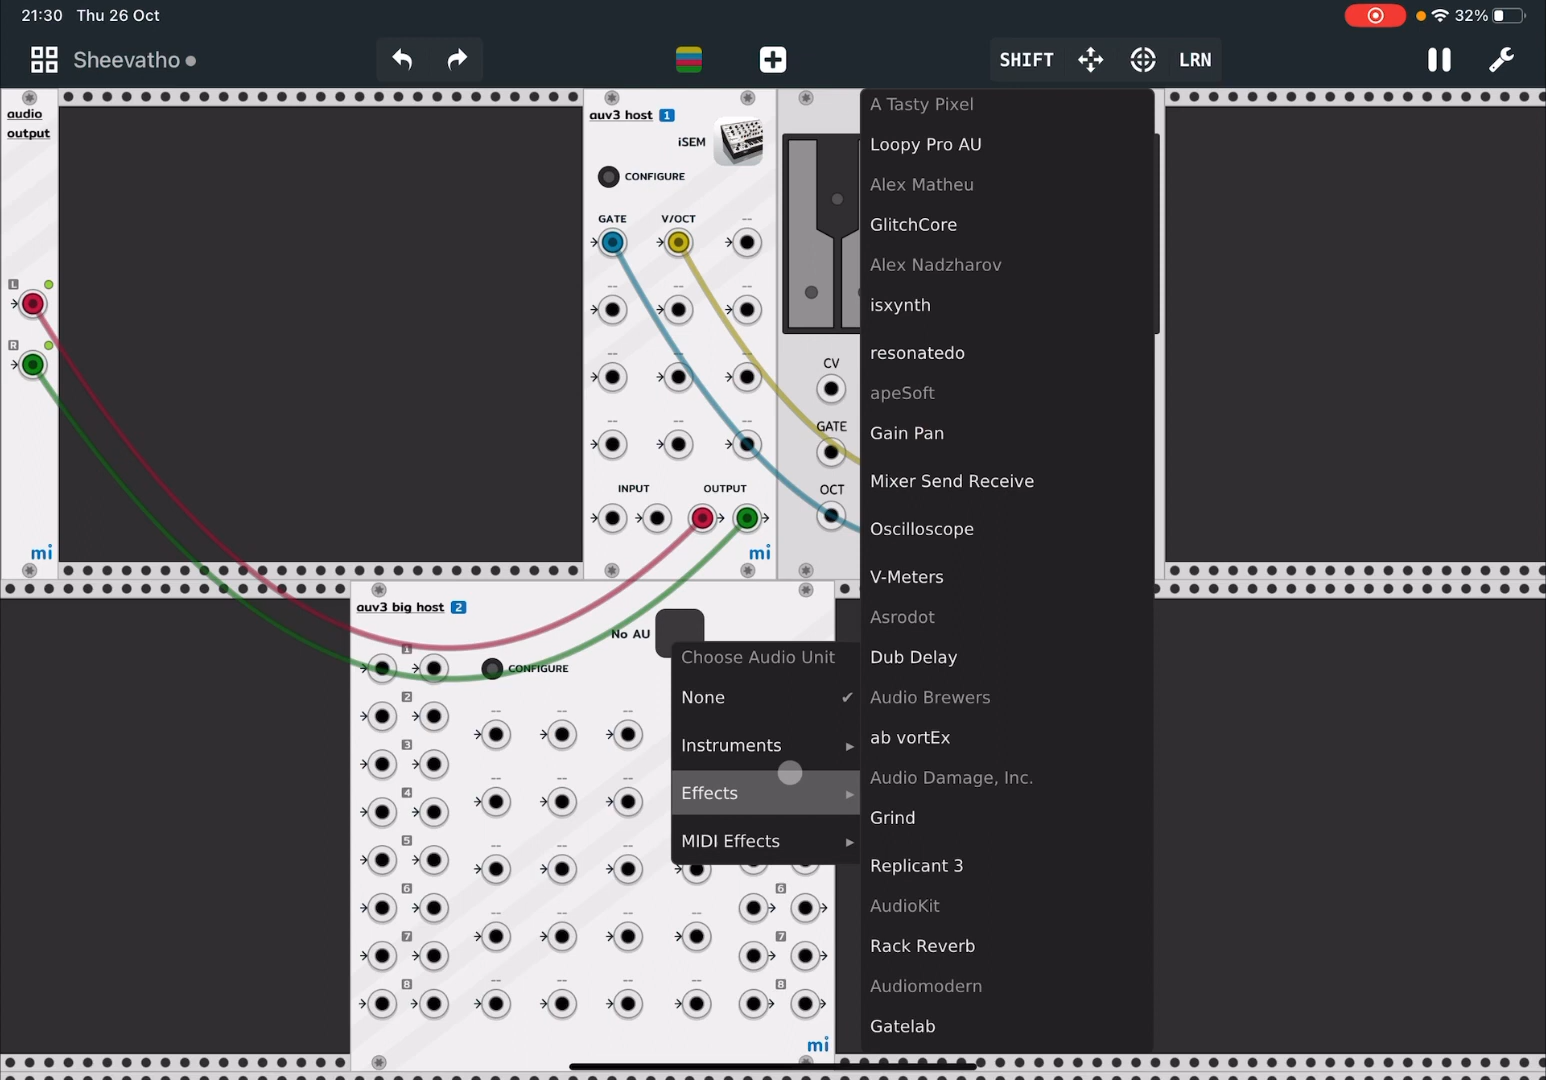 21:30 Thu 26 Oct
32%
Sheevatho
SHIFT
LRN
audio
output
L
R
mi
auv3 host 1
iSEM
CONFIGURE
GATE V/OCT --
-- -- --
-- -- --
-- -- --
INPUT OUTPUT
mi
CV
GATE
OCT
auv3 big host 2
No AU
CONFIGURE
1
2
3
4
5
6
7
8
-- -- --
-- -- --
-- -- --
-- -- -- --
-- -- -- --
6
7
8
mi
Choose Audio Unit
None
Instruments
Effects
MIDI Effects
A Tasty Pixel
Loopy Pro AU
Alex Matheu
GlitchCore
Alex Nadzharov
isxynth
resonatedo
apeSoft
Gain Pan
Mixer Send Receive
Oscilloscope
V-Meters
Asrodot
Dub Delay
Audio Brewers
ab vortEx
Audio Damage, Inc.
Grind
Replicant 3
AudioKit
Rack Reverb
Audiomodern
Gatelab